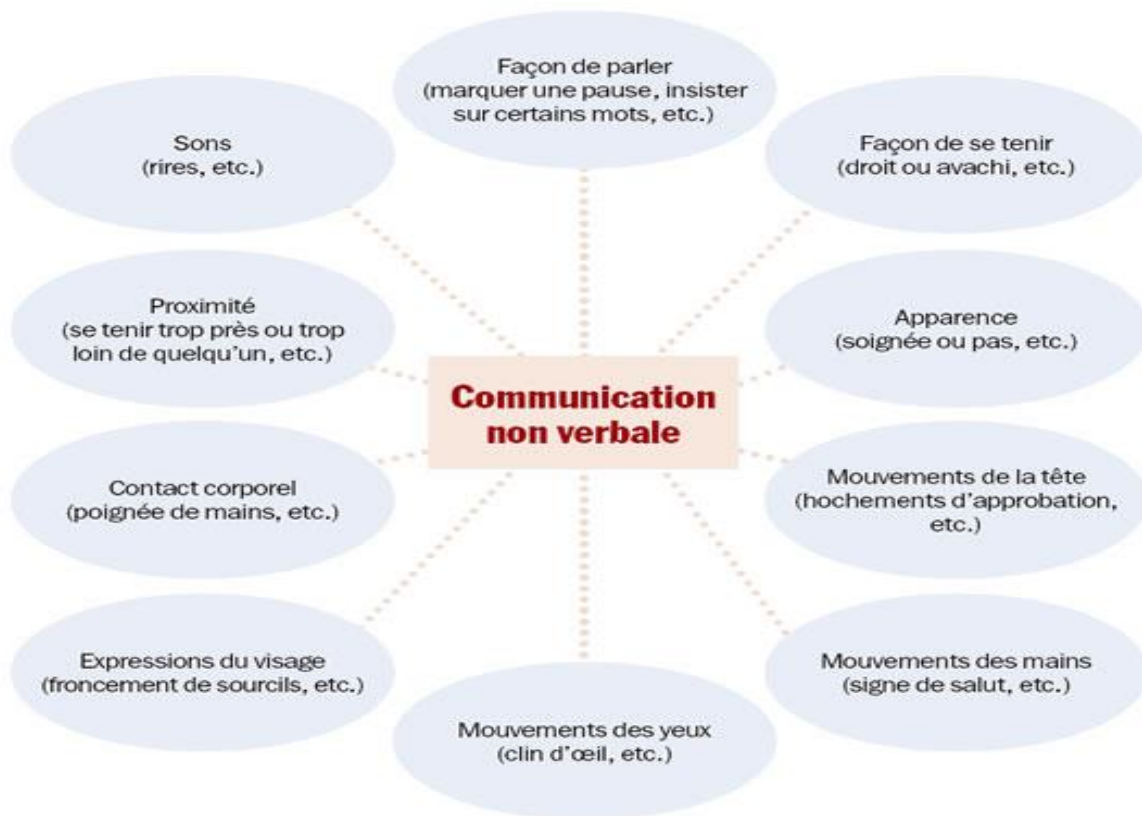 Façon de parler
(marquer une pause, insister
sur certains mots, etc.)
Sons
(rires, etc.)
Façon de se tenir
(droit ou avachi, etc.)
Proximité
(se tenir trop près ou trop
loin de quelqu'un, etc.)
Apparence
(soignée ou pas, etc.)
Communication
non verbale
Contact corporel
(poignée de mains, etc.)
Mouvements de la tête
(hochements d'approbation,
etc.)
Expressions du visage
(froncement de sourcils, etc.)
Mouvements des mains
(signe de salut, etc.)
Mouvements des yeux
(clin d'œil, etc.)